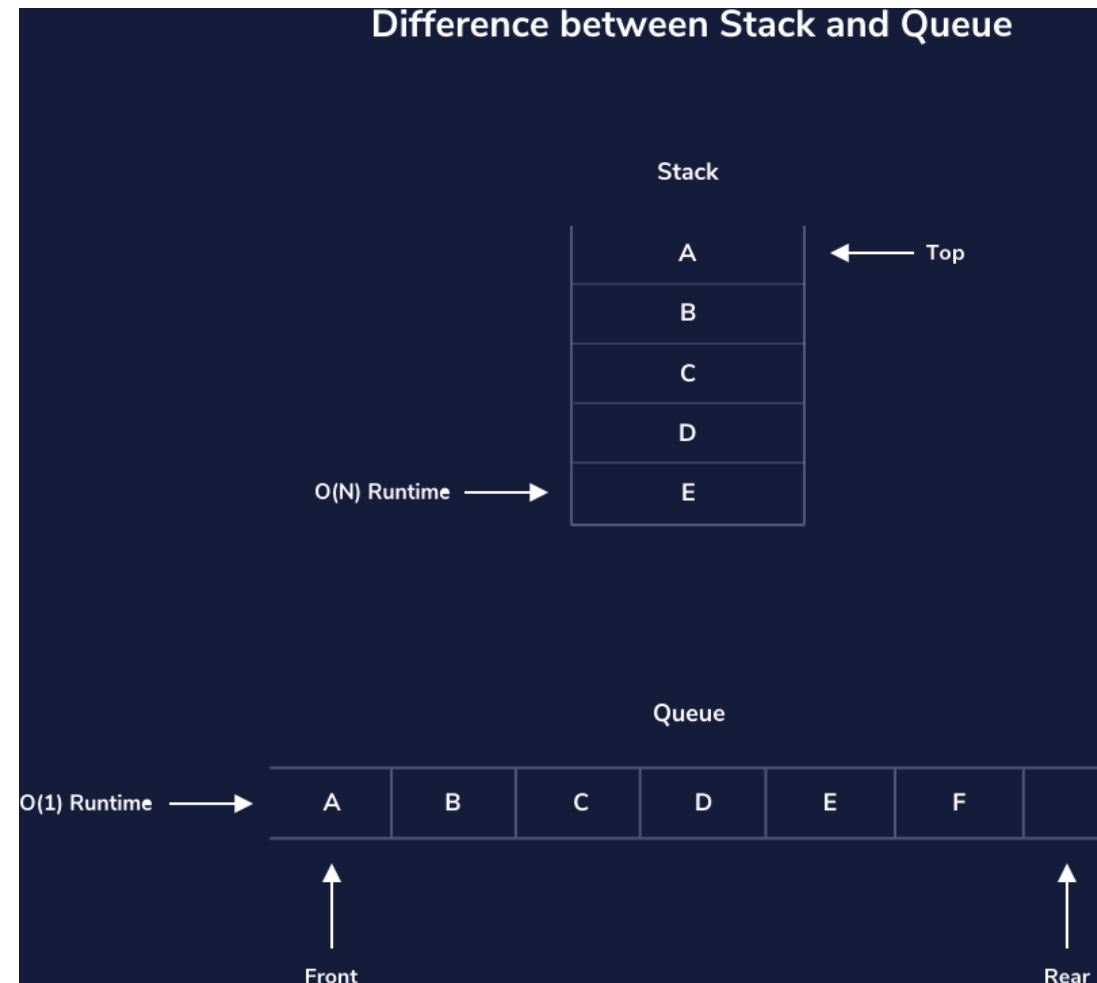 Difference between Stack and Queue
Stack
A
Top
B
C
D
O(N) Runtime
E
Queue
O(1) Runtime
A
B
C
D
E
F
Front
Rear